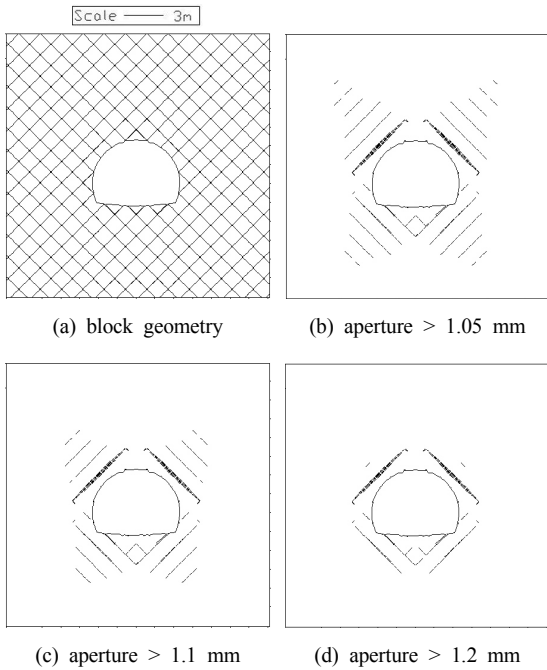 Scale 3m
(a) block geometry
(b) aperture > 1.05 mm
(c) aperture > 1.1 mm
(d) aperture > 1.2 mm